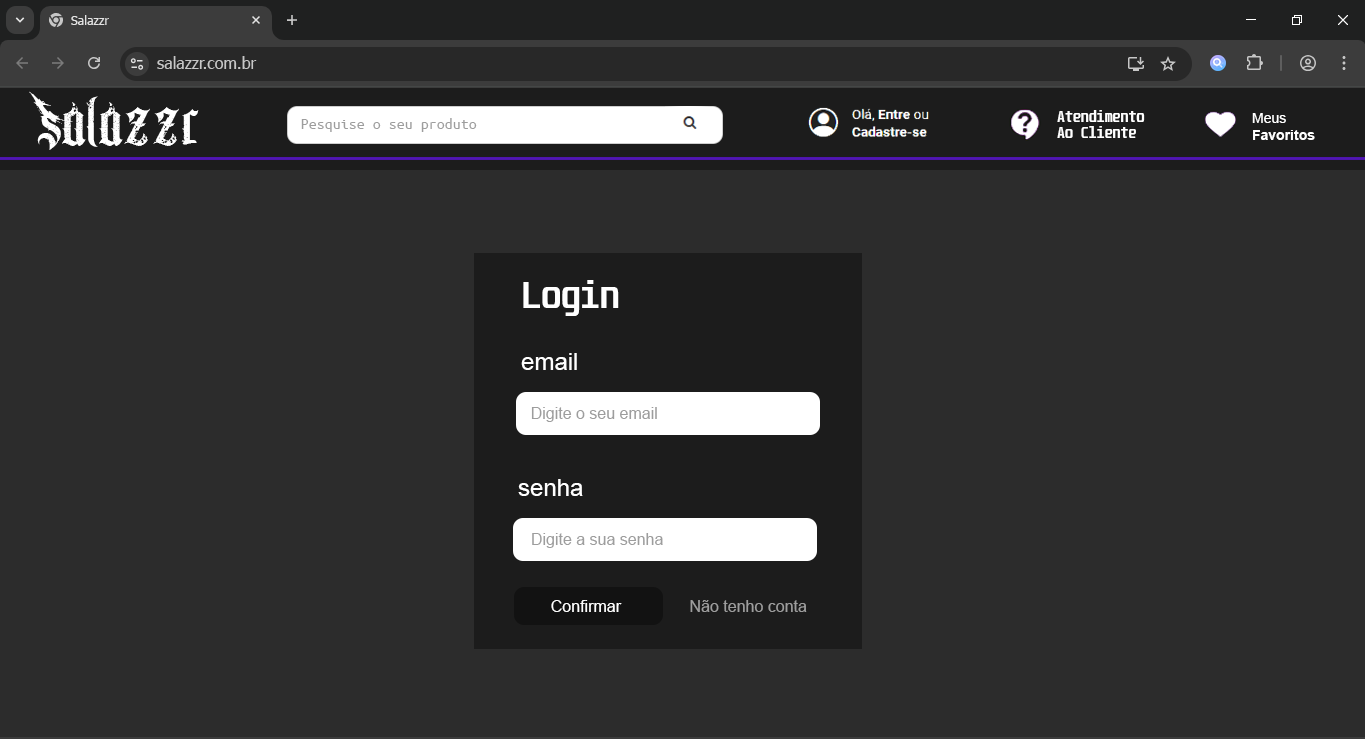 Salazzr
salazzr.com.br
Salazzr
Pesquise o seu produto
Olá, Entre ou
Cadastre-se
Atendimento
Ao Cliente
Meus
Favoritos
Login
email
Digite o seu email
senha
Digite a sua senha
Confirmar
Não tenho conta